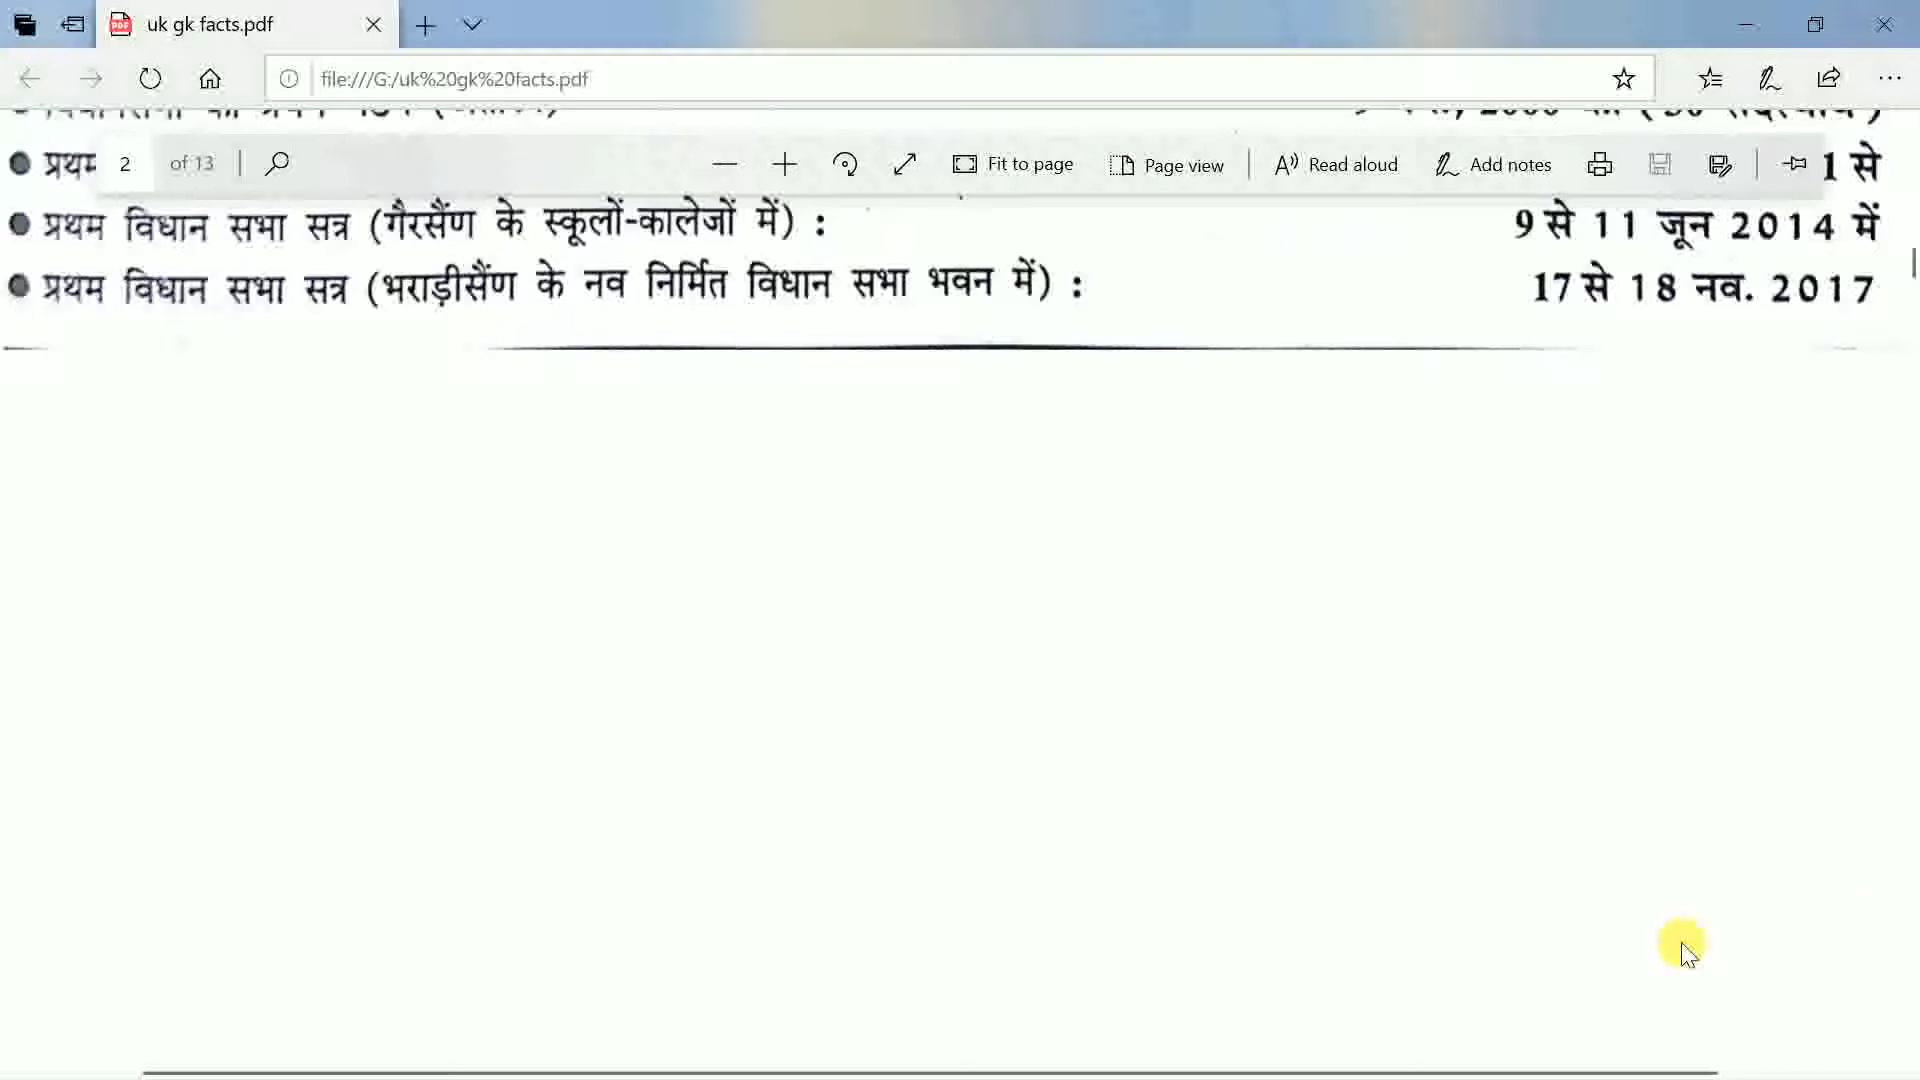 uk gk facts.pdf
file:///G:/uk%20gk%20facts.pdf
2 of 13 Fit to page Page view Read aloud Add notes
● प्रथम 1 से
● प्रथम विधान सभा सत्र (गैरसैंण के स्कूलों-कालेजों में) : 9 से 11 जून 2014 में
● प्रथम विधान सभा सत्र (भराड़ीसैंण के नव निर्मित विधान सभा भवन में) : 17 से 18 नव. 2017